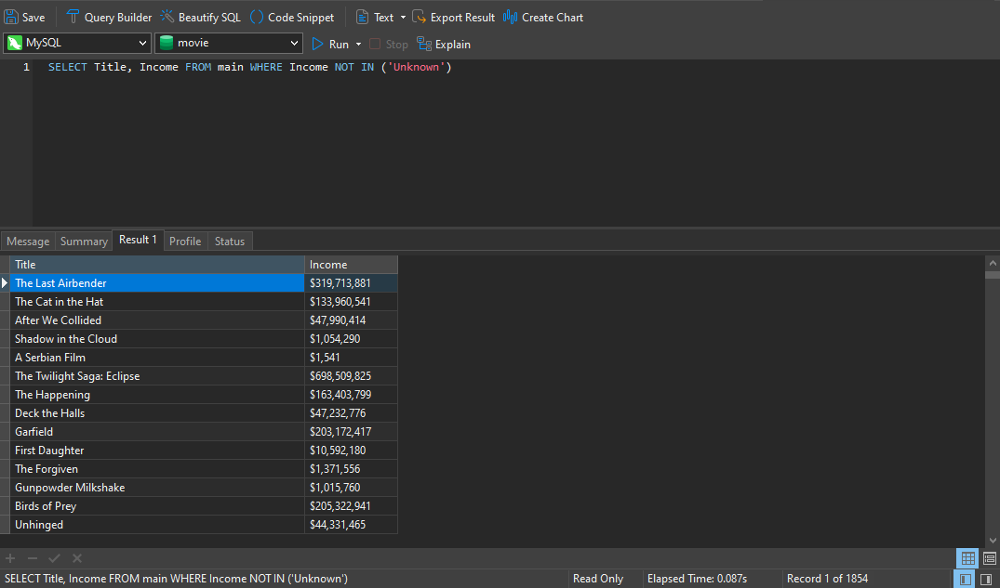 Save Query Builder Beautify SQL Code Snippet Text Export Result Create Chart
MySQL movie Run Stop Explain
1 SELECT Title, Income FROM main WHERE Income NOT IN ('Unknown')
Message Summary Result 1 Profile Status
Title Income
The Last Airbender $319,713,881
The Cat in the Hat $133,960,541
After We Collided $47,990,414
Shadow in the Cloud $1,054,290
A Serbian Film $1,541
The Twilight Saga: Eclipse $698,509,825
The Happening $163,403,799
Deck the Halls $47,232,776
Garfield $203,172,417
First Daughter $10,592,180
The Forgiven $1,371,556
Gunpowder Milkshake $1,015,760
Birds of Prey $205,322,941
Unhinged $44,331,465
SELECT Title, Income FROM main WHERE Income NOT IN ('Unknown') Read Only Elapsed Time: 0.087s Record 1 of 1854